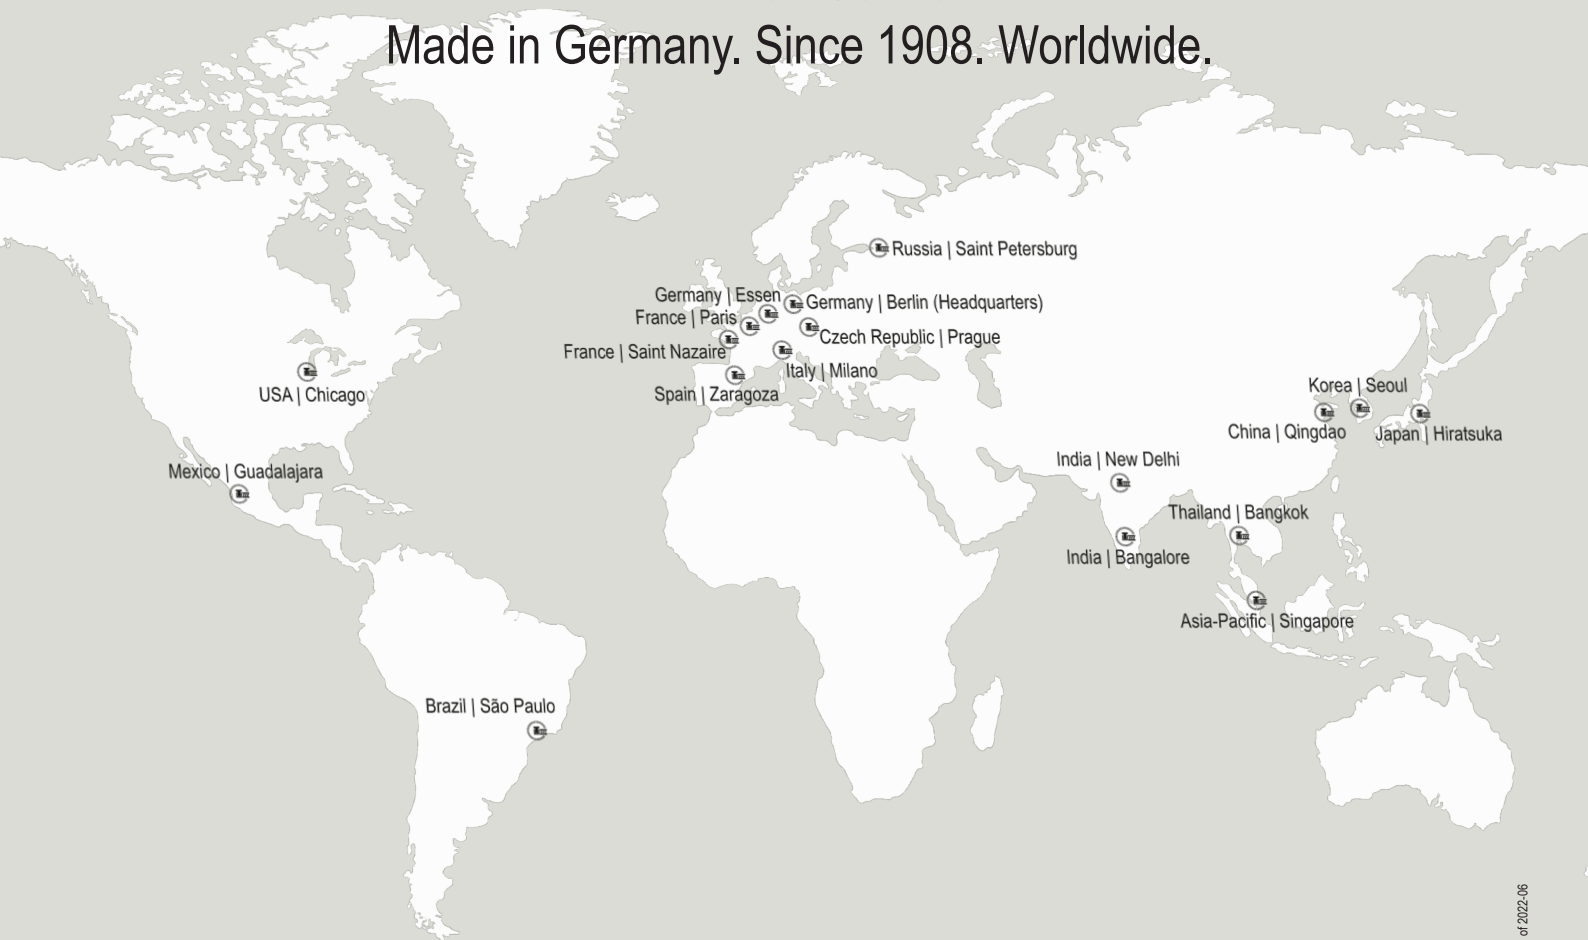 Made in Germany. Since 1908. Worldwide.
Russia | Saint Petersburg
Germany | Essen
Germany | Berlin (Headquarters)
France | Paris
Czech Republic | Prague
France | Saint Nazaire
Italy | Milano
Spain | Zaragoza
USA | Chicago
Korea | Seoul
China | Qingdao
Japan | Hiratsuka
Mexico | Guadalajara
India | New Delhi
Thailand | Bangkok
India | Bangalore
Asia-Pacific | Singapore
Brazil | São Paulo
of 2022-06